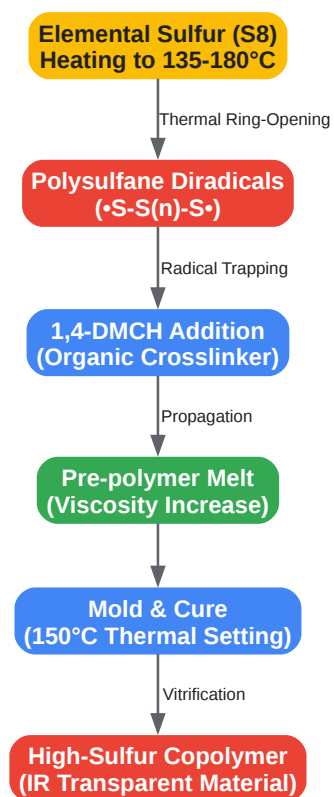 Elemental Sulfur (S8)
Heating to 135-180°C
Thermal Ring-Opening
Polysulfane Diradicals
(•S-S(n)-S•)
Radical Trapping
1,4-DMCH Addition
(Organic Crosslinker)
Propagation
Pre-polymer Melt
(Viscosity Increase)
Mold & Cure
(150°C Thermal Setting)
Vitrification
High-Sulfur Copolymer
(IR Transparent Material)